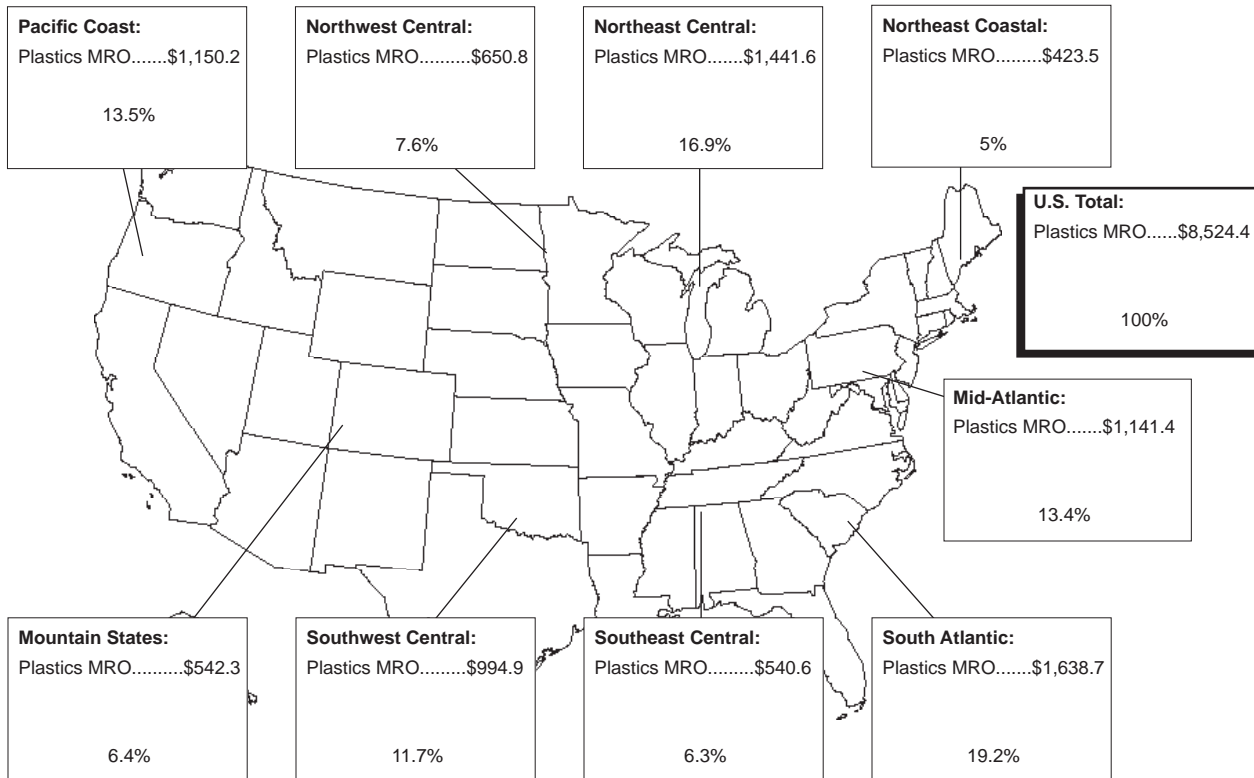 Pacific Coast:
Plastics MRO.......$1,150.2
13.5%
Northwest Central:
Plastics MRO..........$650.8
7.6%
Northeast Central:
Plastics MRO.......$1,441.6
16.9%
Northeast Coastal:
Plastics MRO.........$423.5
5%
U.S. Total:
Plastics MRO......$8,524.4
100%
Mid-Atlantic:
Plastics MRO.......$1,141.4
13.4%
Mountain States:
Plastics MRO..........$542.3
6.4%
Southwest Central:
Plastics MRO.........$994.9
11.7%
Southeast Central:
Plastics MRO..........$540.6
6.3%
South Atlantic:
Plastics MRO.......$1,638.7
19.2%